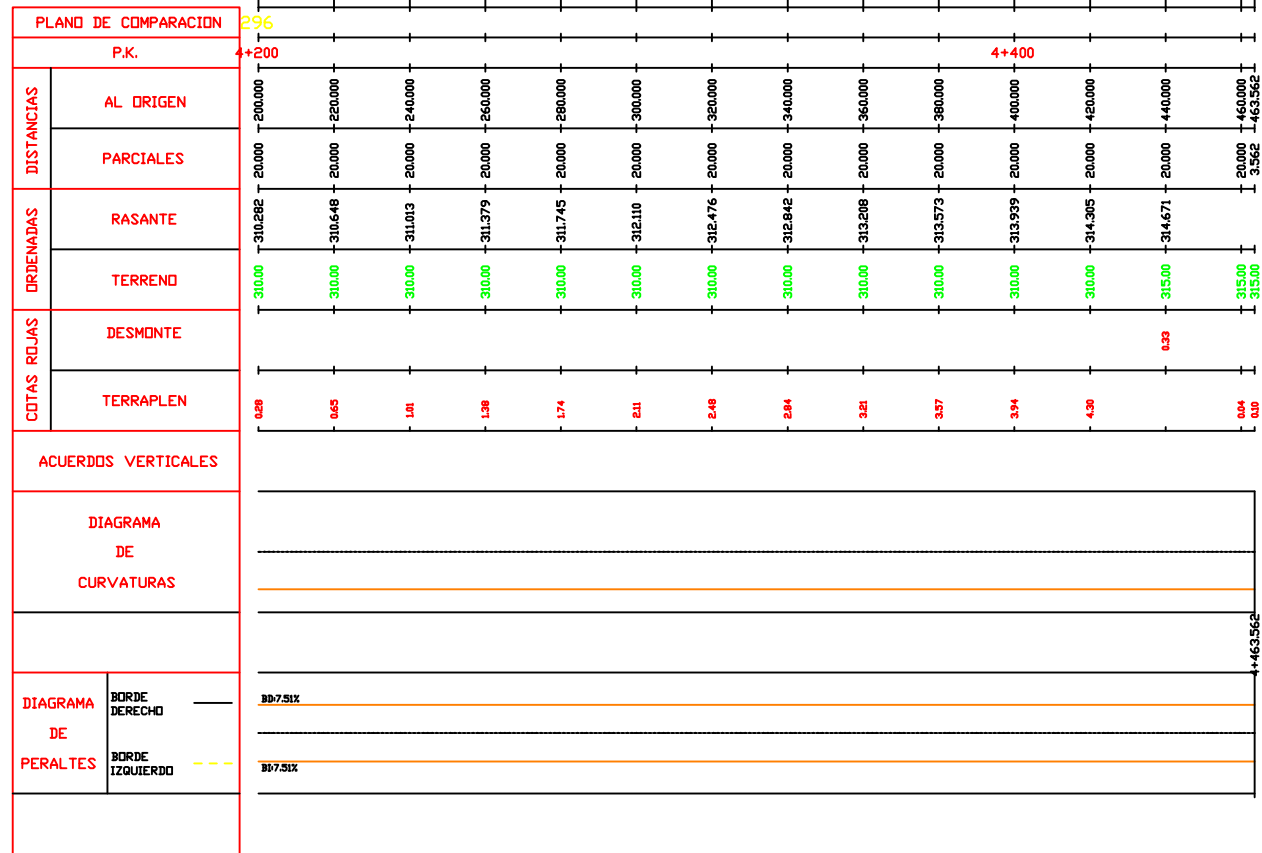 PLANO DE COMPARACION 296
P.K. 4+200 4+400
DISTANCIAS
AL ORIGEN 200.000 220.000 240.000 260.000 280.000 300.000 320.000 340.000 360.000 380.000 400.000 420.000 440.000 460.000 463.562
PARCIALES 20.000 20.000 20.000 20.000 20.000 20.000 20.000 20.000 20.000 20.000 20.000 20.000 20.000 20.000 3.562
ORDENADAS
RASANTE 310.282 310.648 311.013 311.379 311.745 312.110 312.476 312.842 313.208 313.573 313.939 314.305 314.671
TERRENO 310.00 310.00 310.00 310.00 310.00 310.00 310.00 310.00 310.00 310.00 310.00 310.00 315.00 315.00 315.00
COTAS ROJAS
DESMONTE 0.33
TERRAPLEN 0.28 0.65 1.01 1.38 1.74 2.11 2.48 2.84 3.21 3.57 3.94 4.30 0.04 0.10
ACUERDOS VERTICALES
DIAGRAMA
DE
CURVATURAS
4+463.562
DIAGRAMA
DE
PERALTES
BORDE
DERECHO
BD:7.51%
BORDE
IZQUIERDO
BI:7.51%